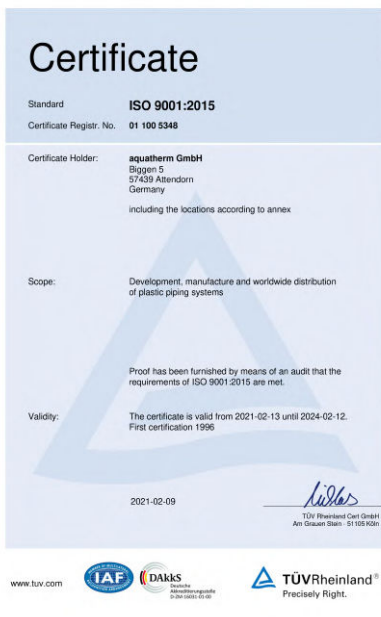 Certificate
Standard ISO 9001:2015
Certificate Registr. No. 01 100 5348
Certificate Holder: aquatherm GmbH
Biggen 5
57439 Attendorn
Germany
including the locations according to annex
Scope: Development, manufacture and worldwide distribution
of plastic piping systems
Proof has been furnished by means of an audit that the
requirements of ISO 9001:2015 are met.
Validity: The certificate is valid from 2021-02-13 until 2024-02-12.
First certification 1996
2021-02-09
TÜV Rheinland Cert GmbH
Am Grauen Stein · 51105 Köln
www.tuv.com
IAF
DAkkS
Deutsche
Akkreditierungsstelle
D-ZM-16031-01-00
TÜVRheinland®
Precisely Right.